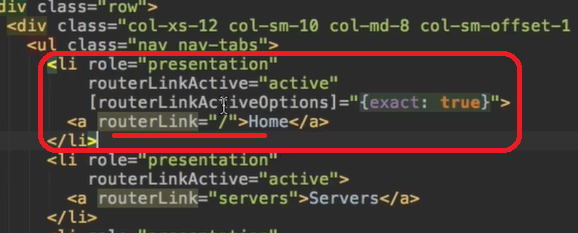 div class="row">
<div class="col-xs-12 col-sm-10 col-md-8 col-sm-offset-1
<ul class="nav nav-tabs">
<li role="presentation"
routerLinkActive="active"
[routerLinkActiveOptions]="{exact: true}">
<a routerLink="/">Home</a>
</li>
<li role="presentation"
routerLinkActive="active">
<a routerLink="servers">Servers</a>
</li>